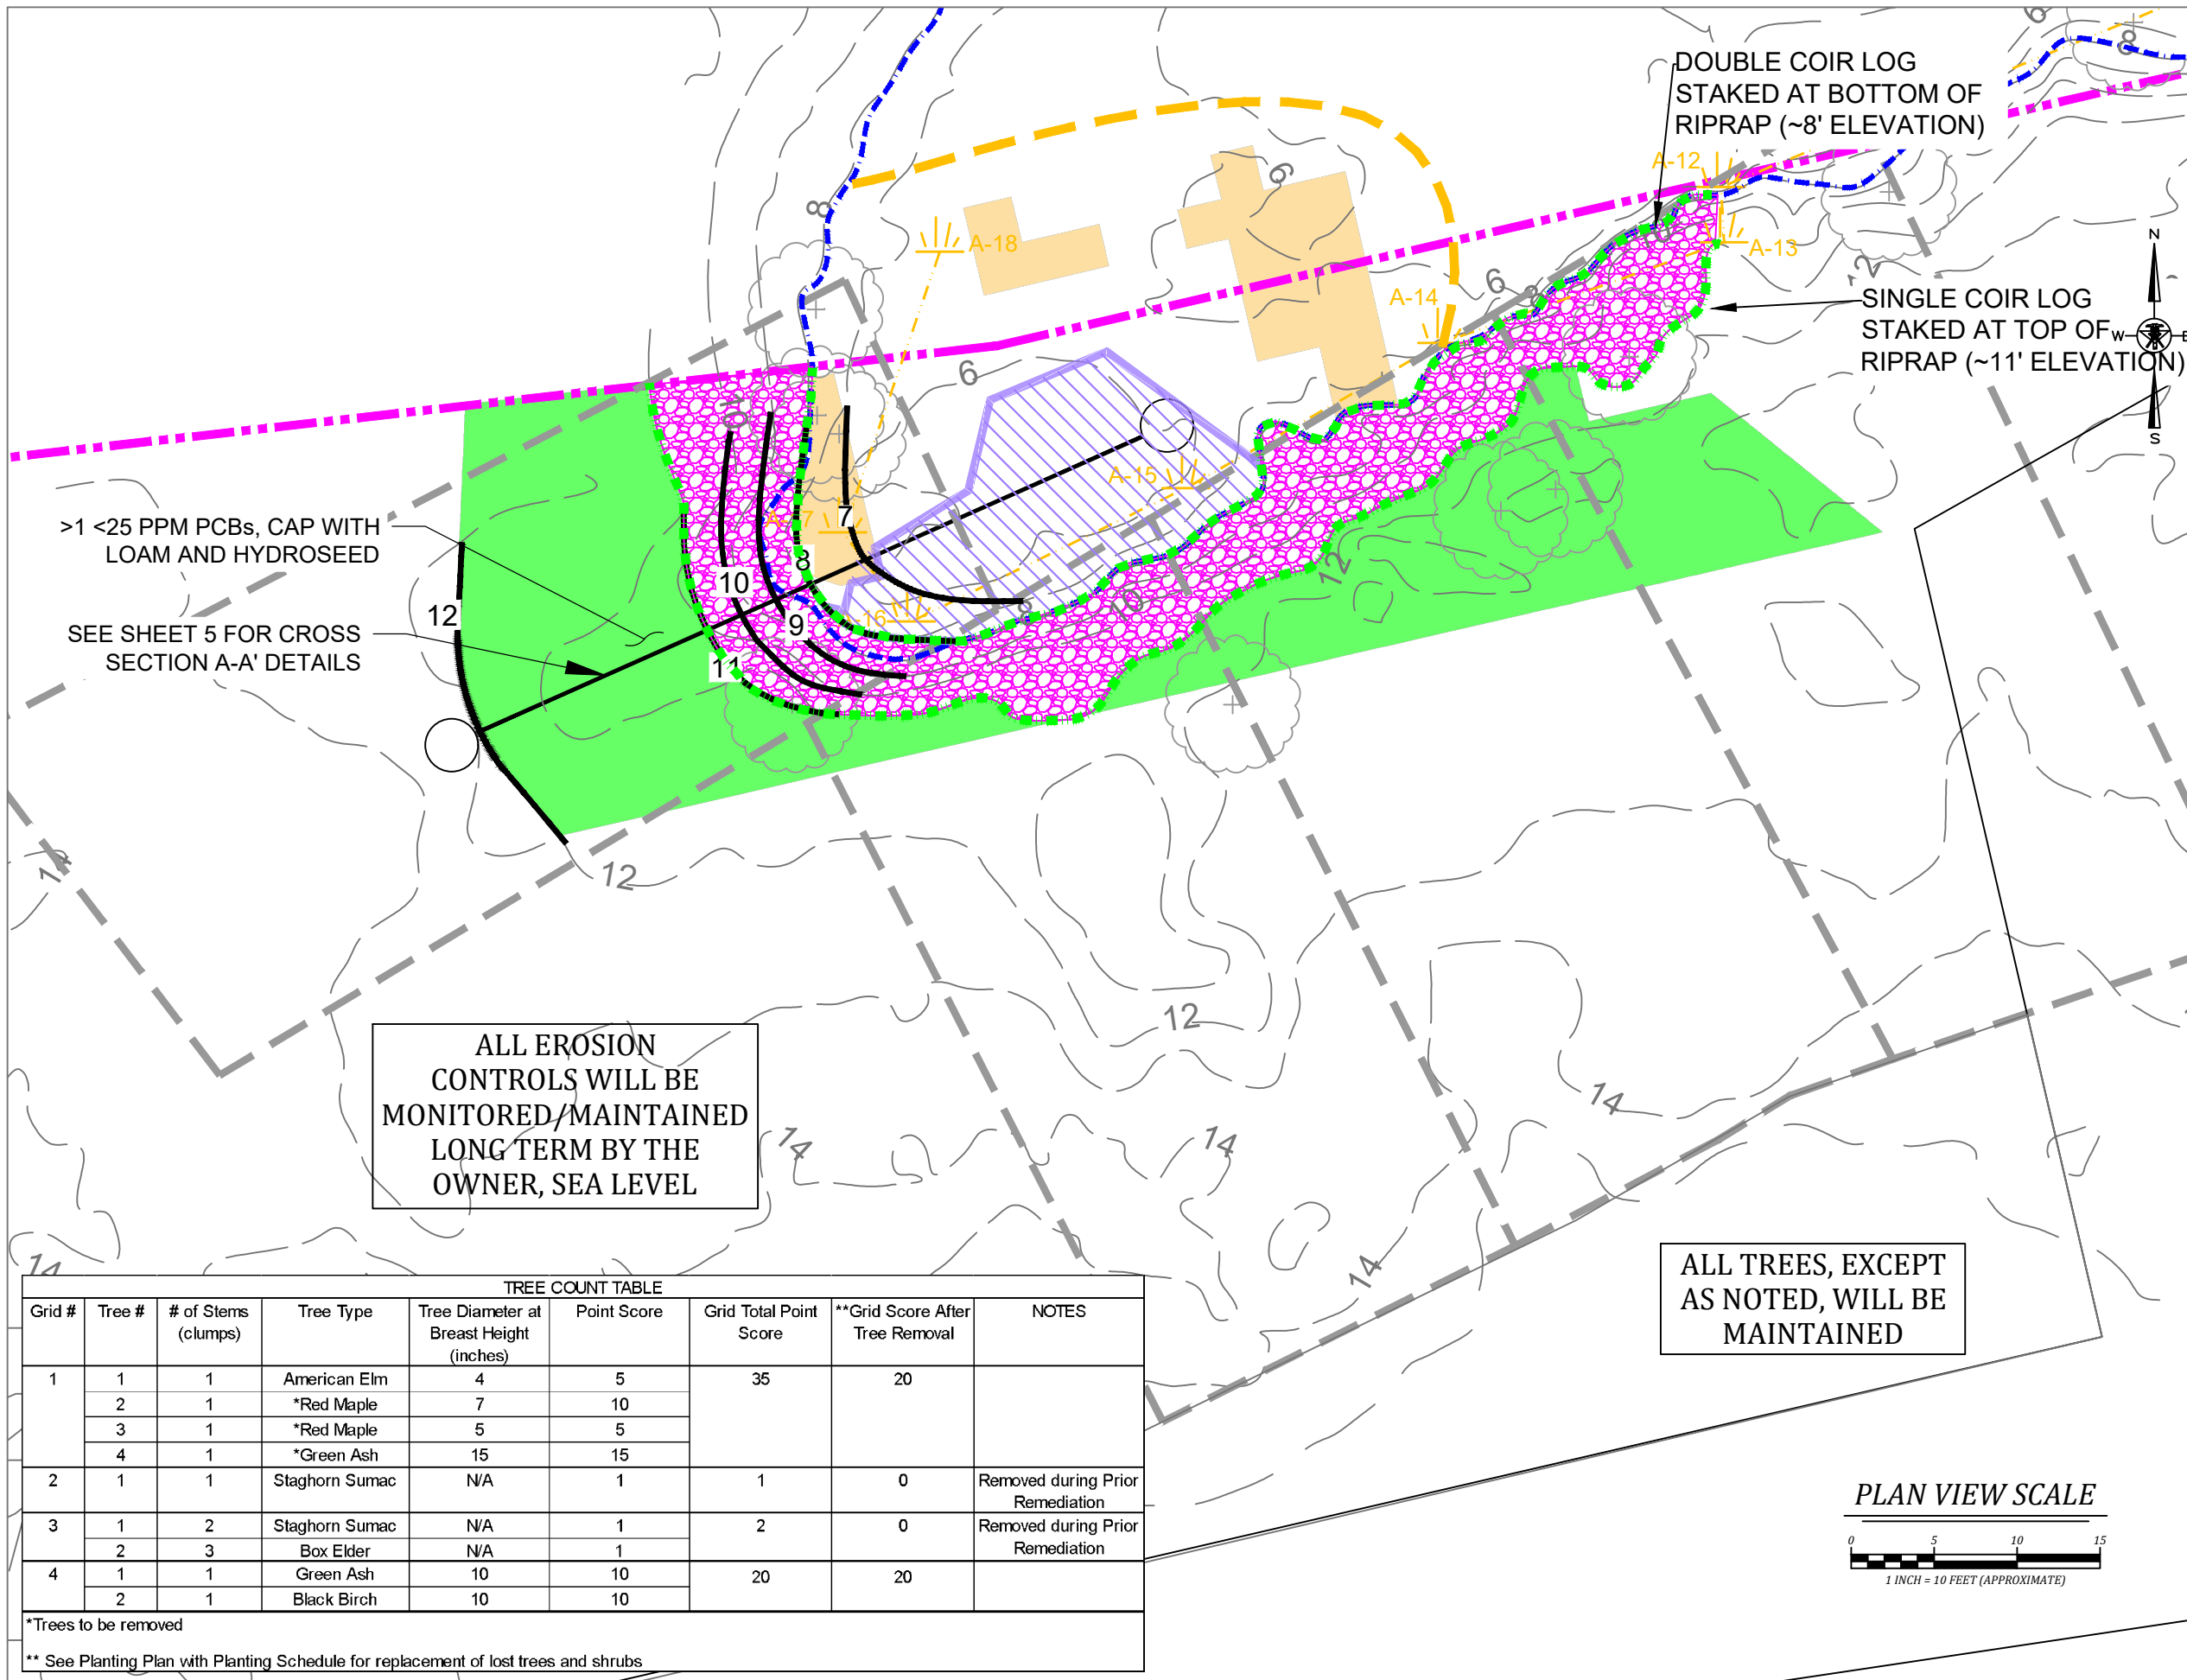 6
8
DOUBLE COIR LOG
STAKED AT BOTTOM OF
RIPRAP (~8' ELEVATION)
A-12
A-13
N
W
E
S
12
SINGLE COIR LOG
STAKED AT TOP OF
RIPRAP (~11' ELEVATION)
8
A-18
6
A-14
6
8
10
6
10
A-15
7
>1 <25 PPM PCBs, CAP WITH
LOAM AND HYDROSEED
8
10
9
12
11
12
10
8
SEE SHEET 5 FOR CROSS
SECTION A-A' DETAILS
12
12
14
14
14
14
14
ALL EROSION
CONTROLS WILL BE
MONITORED/MAINTAINED
LONG TERM BY THE
OWNER, SEA LEVEL
ALL TREES, EXCEPT
AS NOTED, WILL BE
MAINTAINED
TREE COUNT TABLE
Grid # Tree # # of Stems (clumps) Tree Type Tree Diameter at Breast Height (inches) Point Score Grid Total Point Score **Grid Score After Tree Removal NOTES
1 1 1 American Elm 4 5 35 20
2 1 *Red Maple 7 10
3 1 *Red Maple 5 5
4 1 *Green Ash 15 15
2 1 1 Staghorn Sumac N/A 1 1 0 Removed during Prior Remediation
3 1 2 Staghorn Sumac N/A 1 2 0 Removed during Prior Remediation
2 3 Box Elder N/A 1
4 1 1 Green Ash 10 10 20 20
2 1 Black Birch 10 10
*Trees to be removed
** See Planting Plan with Planting Schedule for replacement of lost trees and shrubs
PLAN VIEW SCALE
0 5 10 15
1 INCH = 10 FEET (APPROXIMATE)